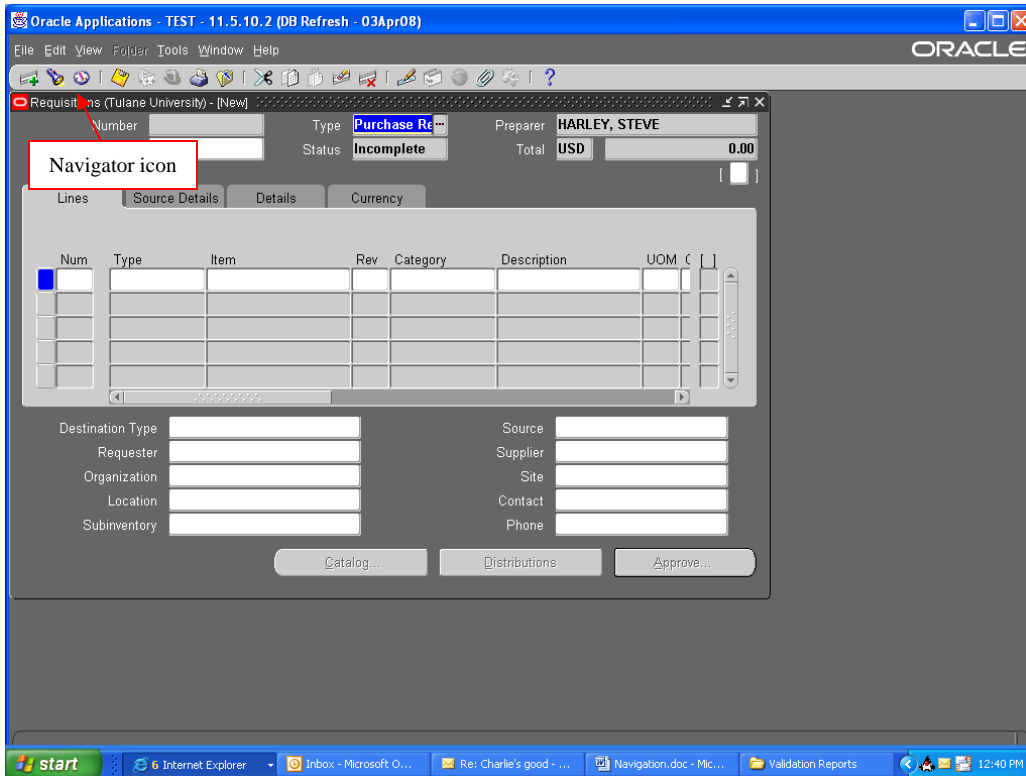 Oracle Applications - TEST - 11.5.10.2 (DB Refresh - 03Apr08)
File Edit View Folder Tools Window Help
ORACLE
Requisitions (Tulane University) - [New]
Number Type Purchase Re Preparer HARLEY, STEVE
Status Incomplete Total USD 0.00
Navigator icon
[ ]
Lines Source Details Details Currency
Num Type Item Rev Category Description UOM [ ]
Destination Type Source
Requester Supplier
Organization Site
Location Contact
Subinventory Phone
Catalog... Distributions Approve...
start 6 Internet Explorer Inbox - Microsoft O... Re: Charlie's good - ... Navigation.doc - Mic... Validation Reports 12:40 PM